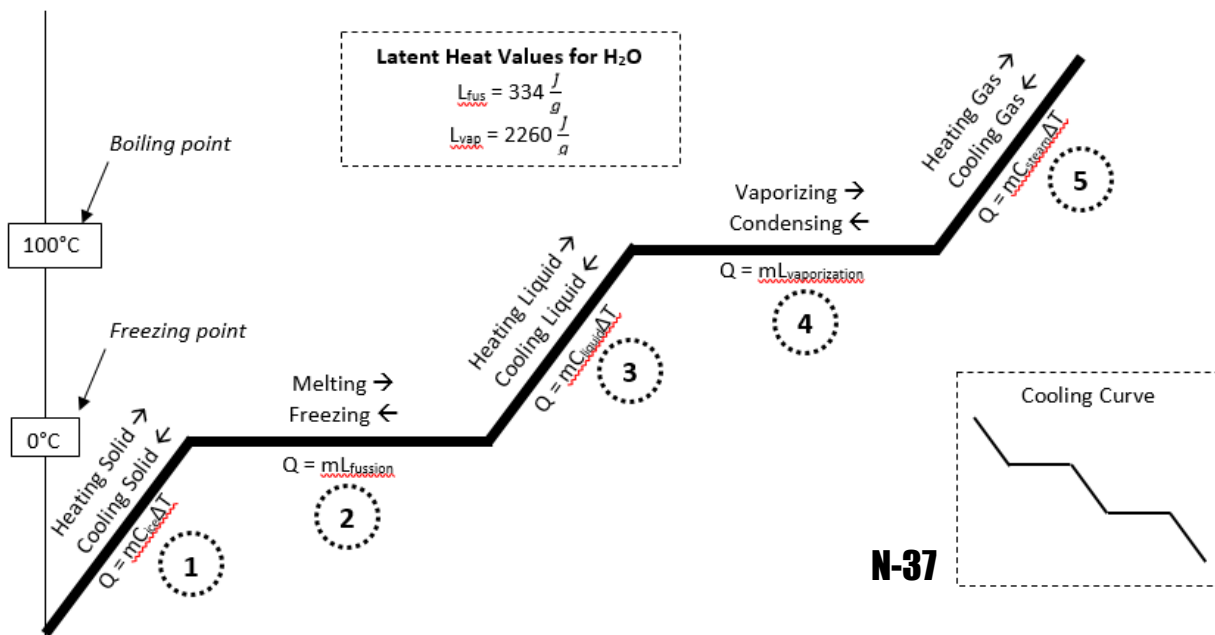 Latent Heat Values for H₂O
Lfus = 334 J/g
Lvap = 2260 J/g
Boiling point
100°C
Freezing point
0°C
Heating Solid →
Cooling Solid ←
Q = mCiceΔT
1
Melting →
Freezing ←
Q = mLfussion
2
Heating Liquid →
Cooling Liquid ←
Q = mCliquidΔT
3
Vaporizing →
Condensing ←
Q = mLvaporization
4
Heating Gas →
Cooling Gas ←
Q = mCsteamΔT
5
Cooling Curve
N-37